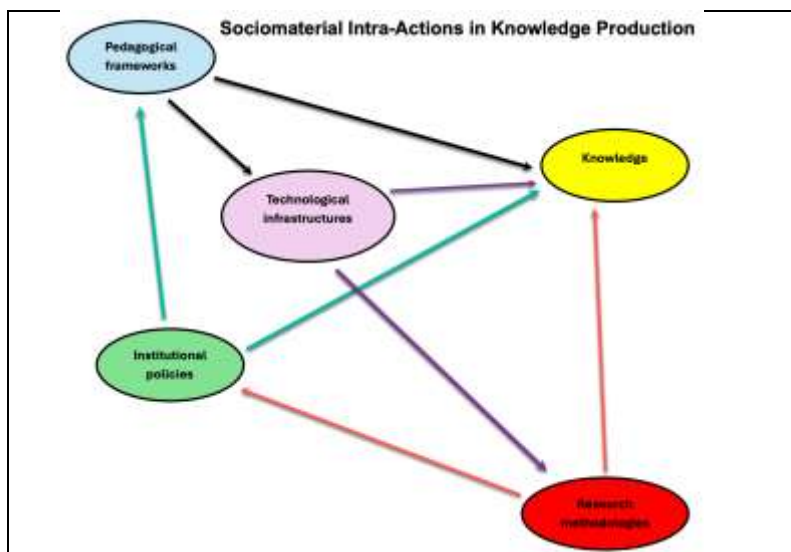 Sociomaterial Intra-Actions in Knowledge Production
Pedagogical
frameworks
Knowledge
Technological
infrastructures
Institutional
policies
Research
methodologies